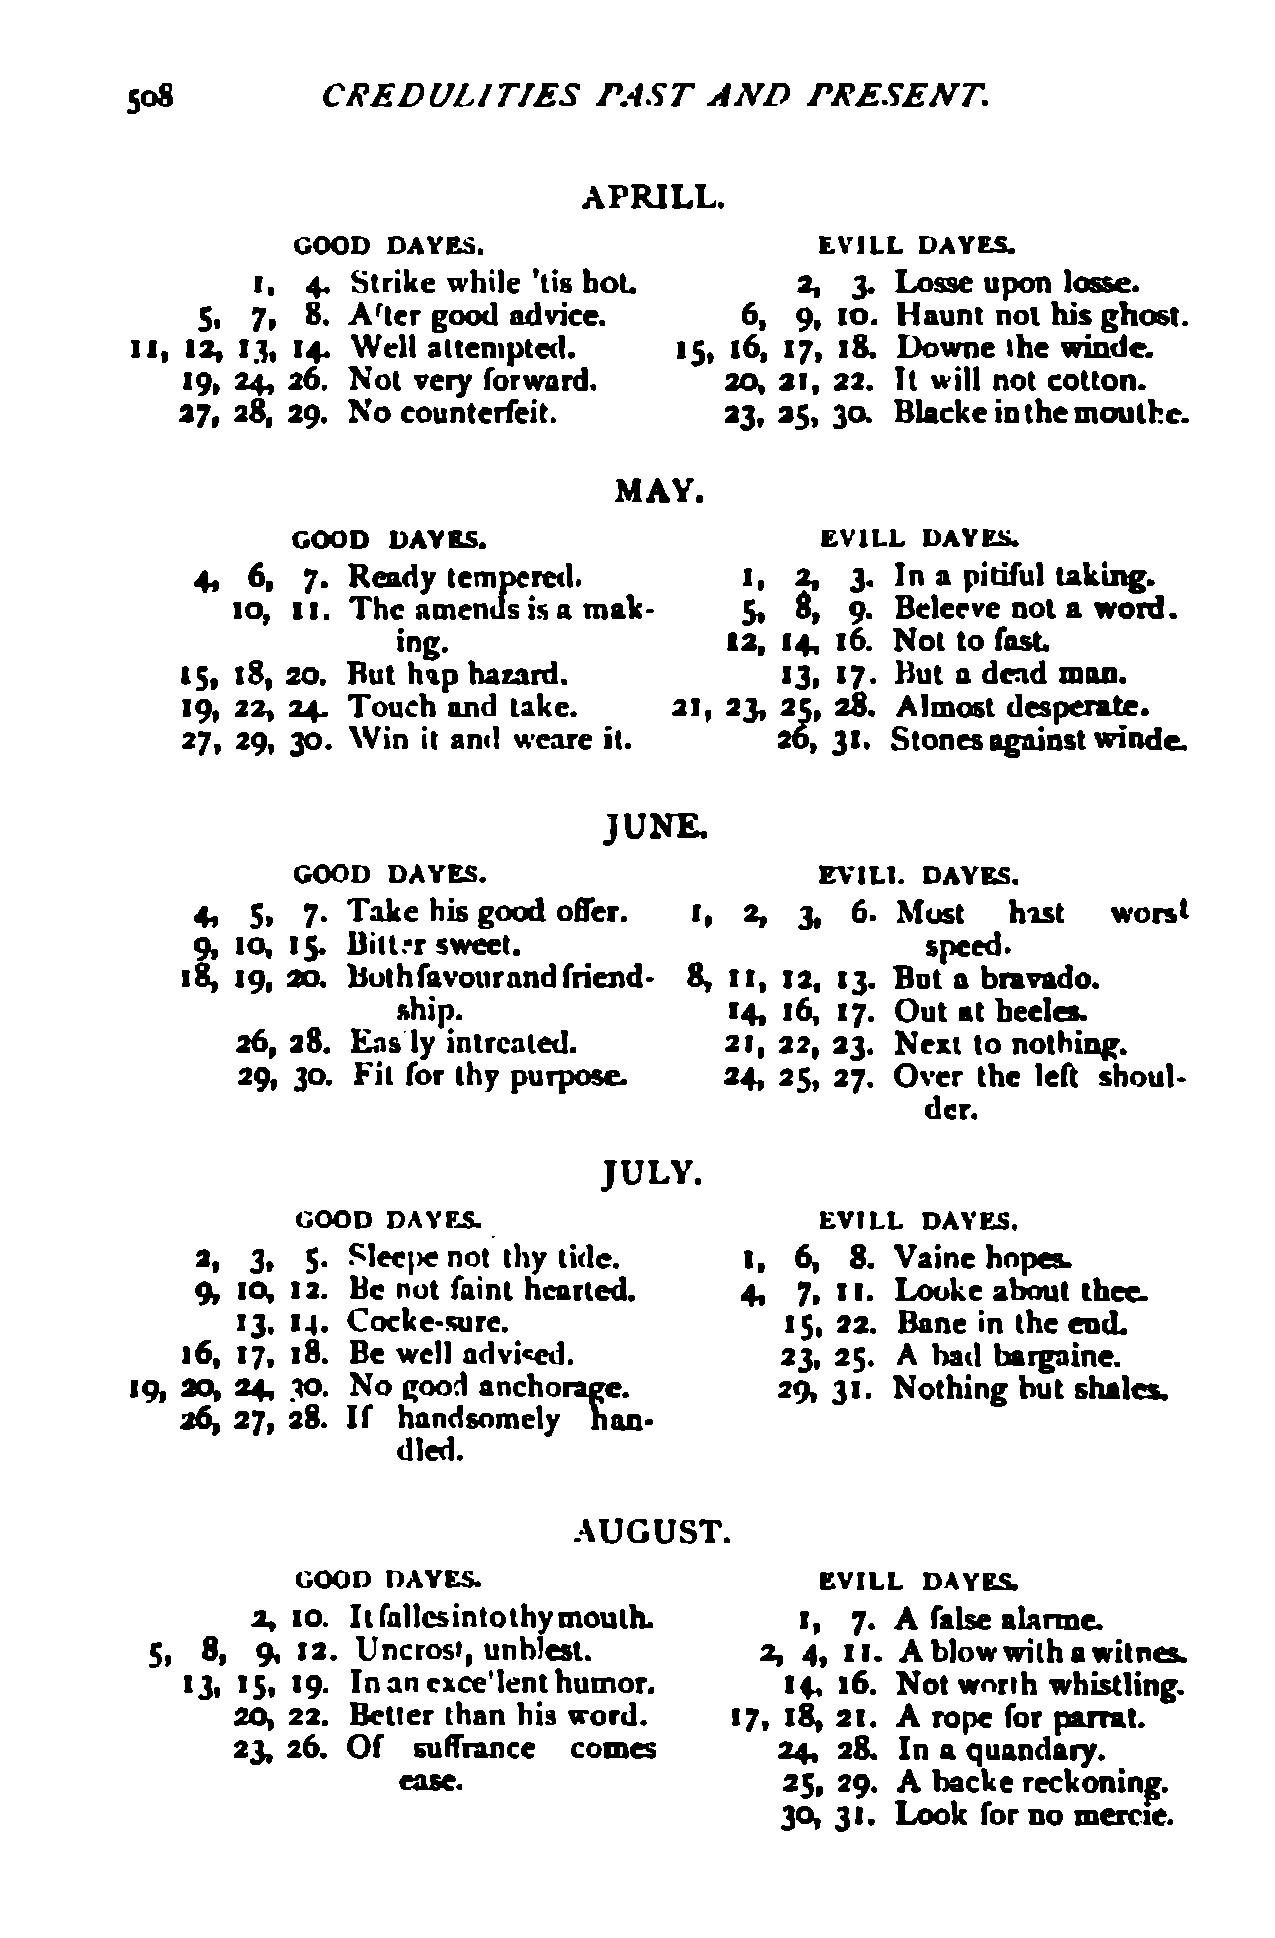 508 CREDULITIES PAST AND PRESENT.
APRILL.
GOOD DAYES.
1, 4. Strike while 'tis hot.
5, 7, 8. After good advice.
11, 12, 13, 14. Well attempted.
19, 24, 26. Not very forward.
27, 28, 29. No counterfeit.
EVILL DAYES.
2, 3. Losse upon losse.
6, 9, 10. Haunt not his ghost.
15, 16, 17, 18. Downe the winde.
20, 21, 22. It will not cotton.
23, 25, 30. Blacke in the mouthe.
MAY.
GOOD DAYES.
4, 6, 7. Ready tempered.
10, 11. The amends is a mak-
ing.
15, 18, 20. But hap hazard.
19, 22, 24. Touch and take.
27, 29, 30. Win it and weare it.
EVILL DAYES.
1, 2, 3. In a pitiful taking.
5, 8, 9. Beleeve not a word.
12, 14, 16. Not to fast.
13, 17. But a dead man.
21, 23, 25, 28. Almost desperate.
26, 31. Stones against winde.
JUNE.
GOOD DAYES.
4, 5, 7. Take his good offer.
9, 10, 15. Bitter sweet.
18, 19, 20. Both favour and friend-
ship.
26, 28. Easily intreated.
29, 30. Fit for thy purpose.
EVILL DAYES.
1, 2, 3, 6. Must hast worst
speed.
8, 11, 12, 13. But a bravado.
14, 16, 17. Out at heeles.
21, 22, 23. Next to nothing.
24, 25, 27. Over the left shoul-
der.
JULY.
GOOD DAYES.
2, 3, 5. Sleepe not thy tide.
9, 10, 12. Be not faint hearted.
13, 14. Cocke-sure.
16, 17, 18. Be well advised.
19, 20, 24, 30. No good anchorage.
26, 27, 28. If handsomely han-
dled.
EVILL DAYES.
1, 6, 8. Vaine hopes.
4, 7, 11. Looke about thee.
15, 22. Bane in the end.
23, 25. A bad bargaine.
29, 31. Nothing but shales.
AUGUST.
GOOD DAYES.
2, 10. It falles into thy mouth.
5, 8, 9, 12. Uncrost, unblest.
13, 15, 19. In an excellent humor.
20, 22. Better than his word.
23, 26. Of suffrance comes
ease.
EVILL DAYES.
1, 7. A false alarme.
2, 4, 11. A blow with a witnes.
14, 16. Not worth whistling.
17, 18, 21. A rope for parrat.
24, 28. In a quandary.
25, 29. A backe reckoning.
30, 31. Look for no mercie.